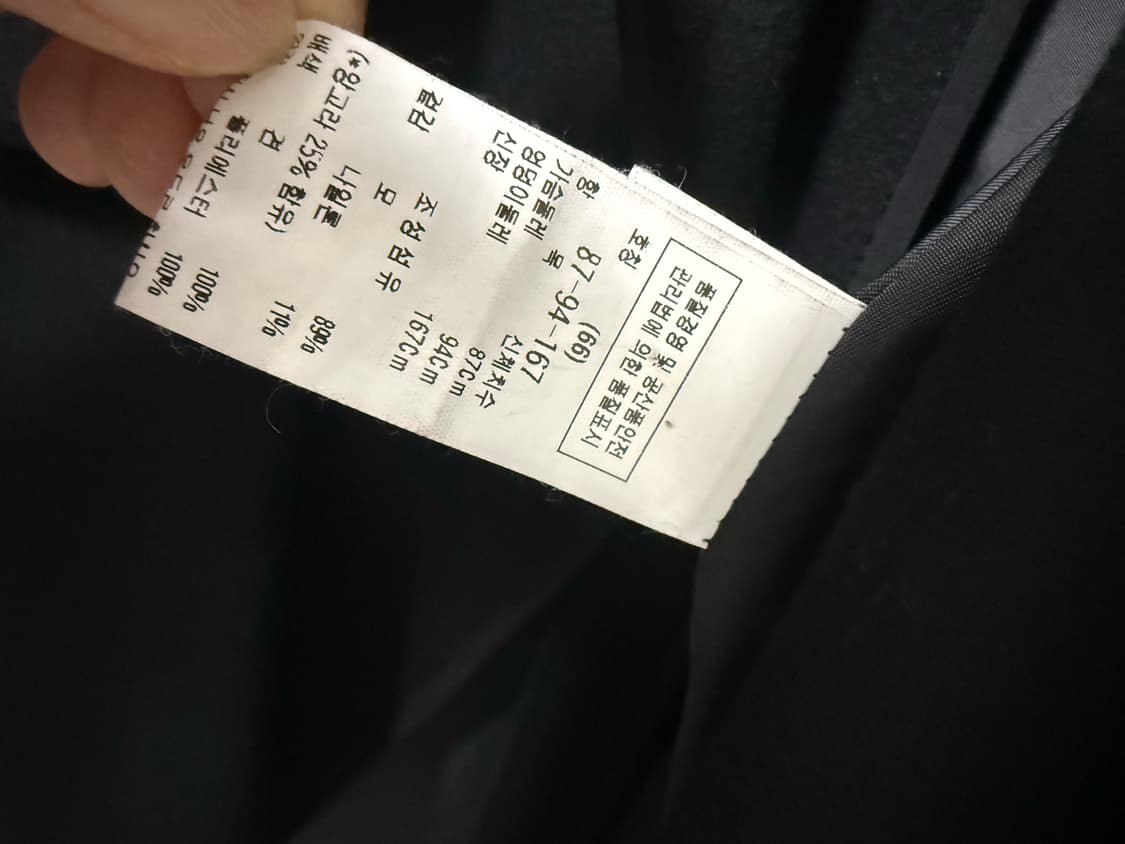 품질경영 및 공산품안전
관리법에 의한 품질표시
호칭 (66)
87-94-167
항 목 신체치수
가슴둘레 87Cm
엉덩이둘레 94Cm
신장 167Cm
조성섬유
겉감 모 89%
나일론 11%
(*앙고라 25% 함유)
배색 견 100%
폴리에스터 100%